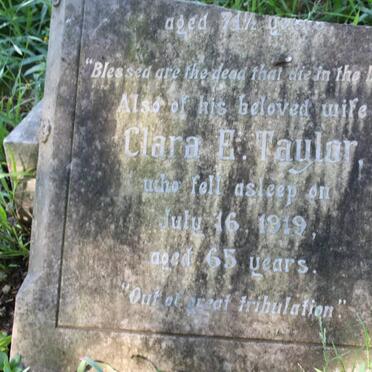 aged 71½ years
"Blessed are the dead that die in the
Also of his beloved wife
Clara E. Taylor,
who fell asleep on
July 16, 1919,
aged 65 years.
"Out of great tribulation".